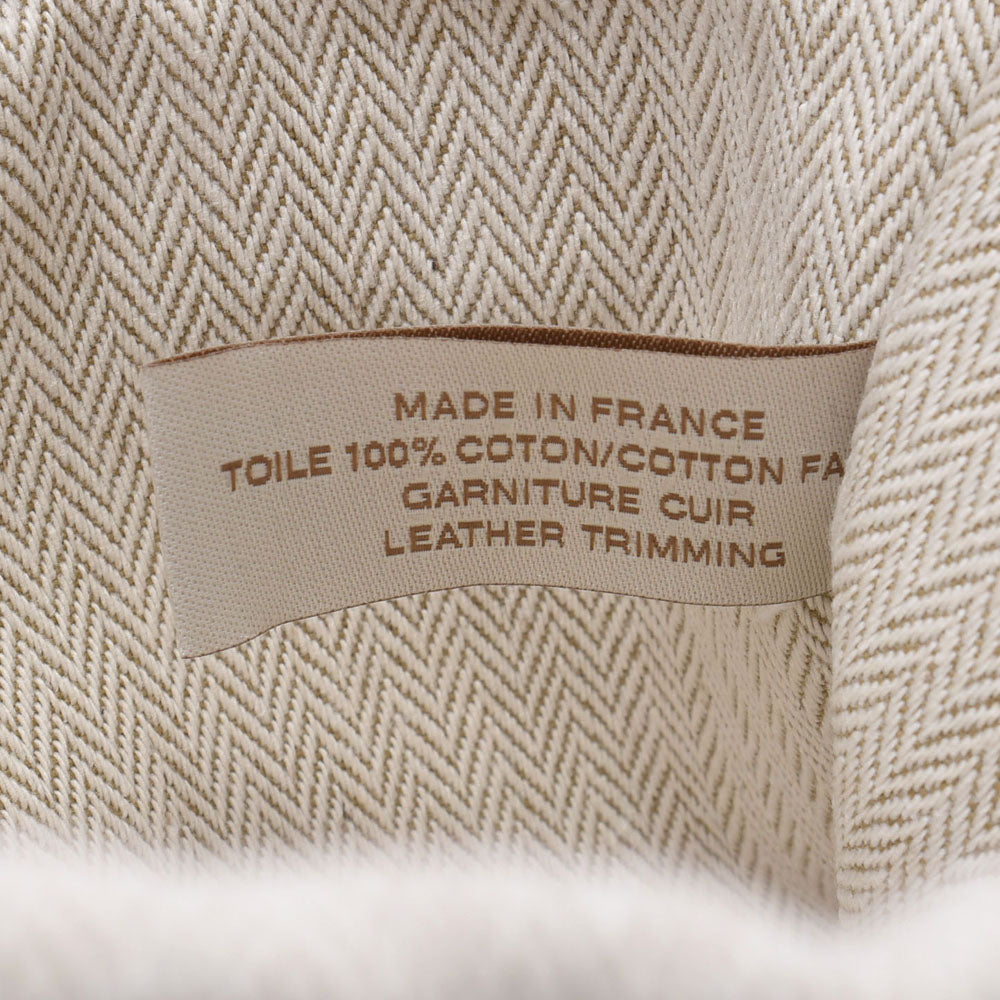 MADE IN FRANCE
TOILE 100% COTON/COTTON FA
GARNITURE CUIR
LEATHER TRIMMING